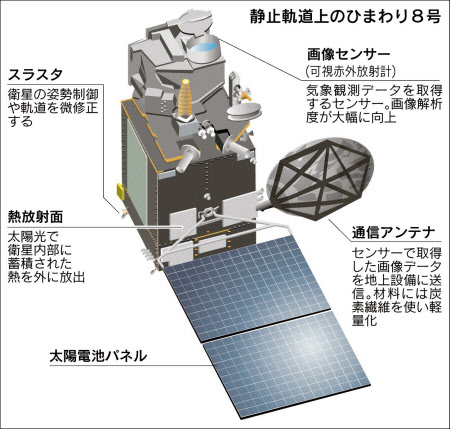 静止軌道上のひまわり８号
画像センサー
(可視赤外放射計)
気象観測データを取得
するセンサー。画像解析
度が大幅に向上
スラスタ
衛星の姿勢制御
や軌道を微修正
する
熱放射面
太陽光で
衛星内部に
蓄積された
熱を外に放出
通信アンテナ
センサーで取得
した画像データ
を地上設備に送
信。材料には炭
素繊維を使い軽
量化
太陽電池パネル